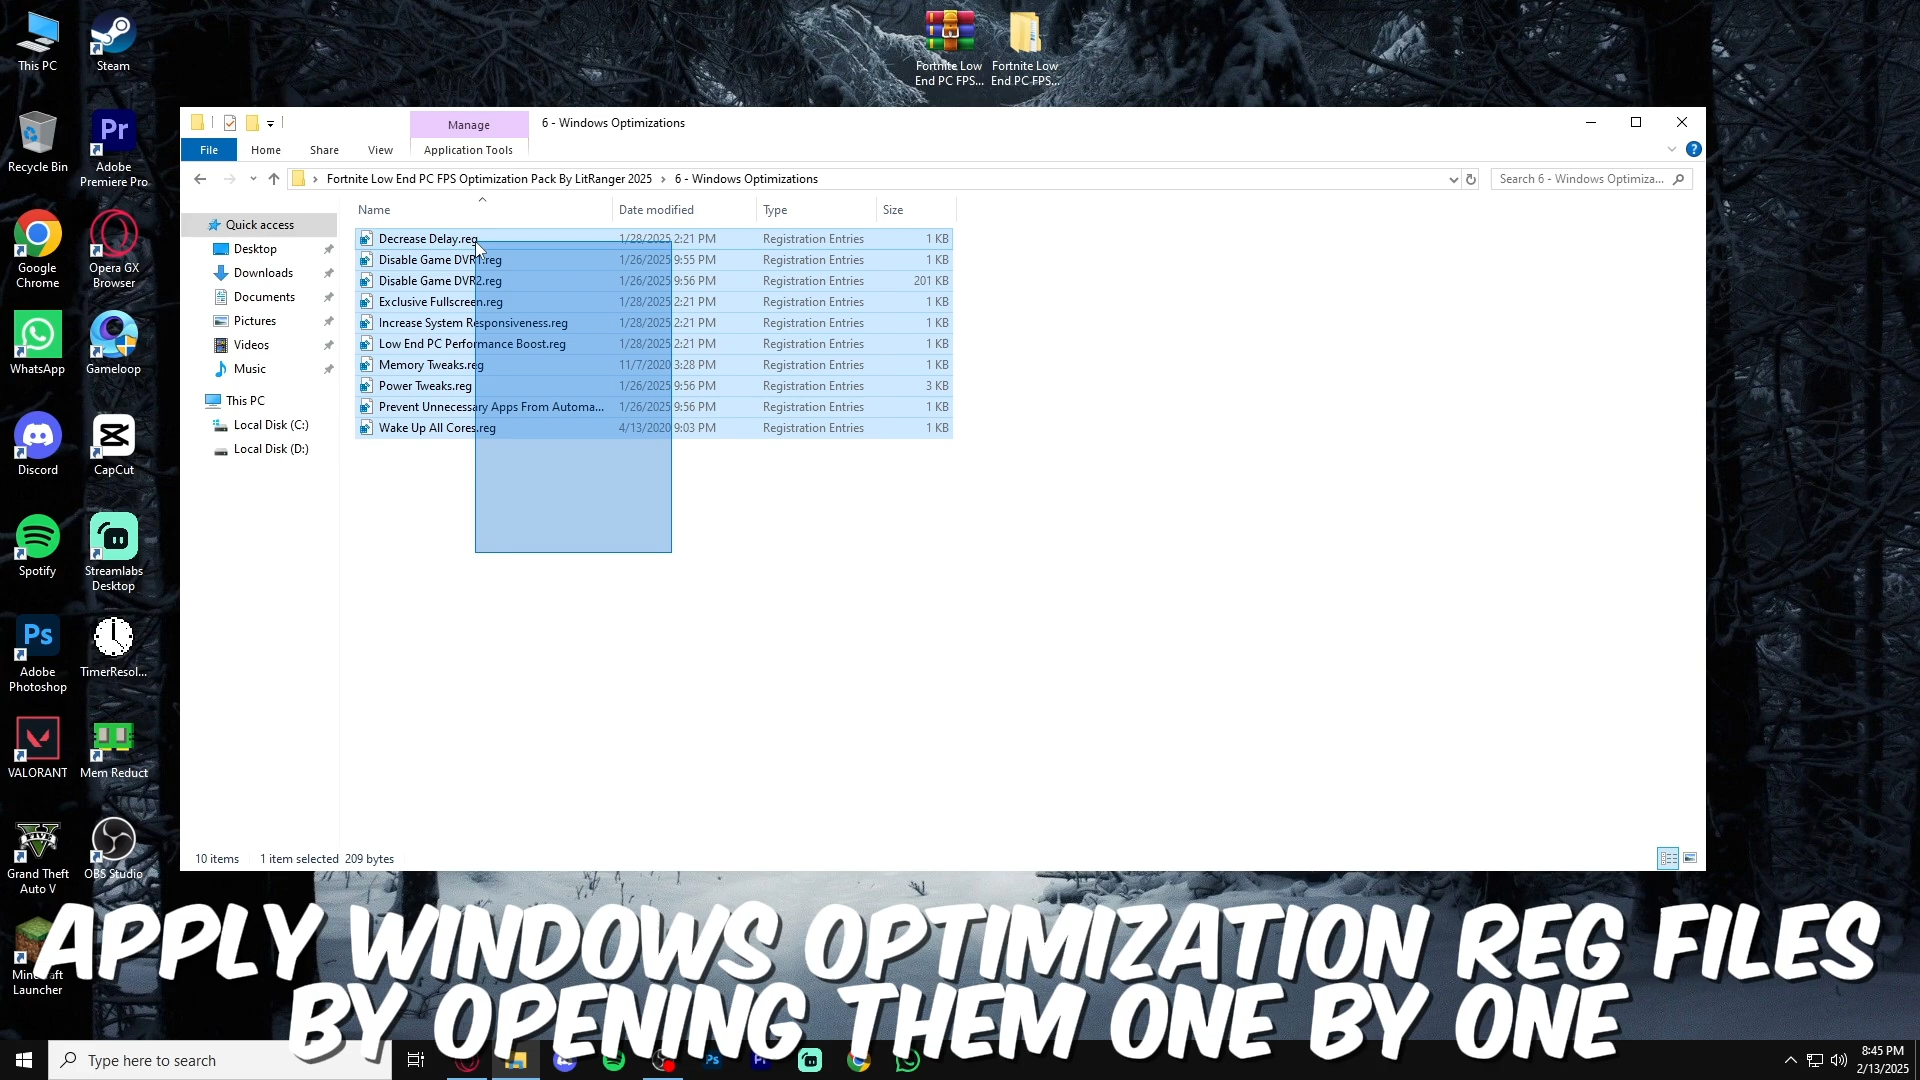 This PC
Steam
Recycle Bin
Adobe
Premiere Pro
Google
Chrome
Opera GX
Browser
WhatsApp
Gameloop
Discord
CapCut
Spotify
Streamlabs
Desktop
Adobe
Photoshop
TimerResol...
VALORANT
Mem Reduct
Grand Theft
Auto V
OBS Studio
Launcher
Fortnite Low
End PC FPS...
Fortnite Low
End PC FPS...
Manage
6 - Windows Optimizations
File
Home
Share
View
Application Tools
Fortnite Low End PC FPS Optimization Pack By LitRanger 2025
6 - Windows Optimizations
Search 6 - Windows Optimiza...
Name
Date modified
Type
Size
Quick access
Desktop
Downloads
Documents
Pictures
Videos
Music
This PC
Local Disk (C:)
Local Disk (D:)
Decrease Delay.reg 1/28/2025 2:21 PM Registration Entries 1 KB
Disable Game DVR1.reg 1/26/2025 9:55 PM Registration Entries 1 KB
Disable Game DVR2.reg 1/26/2025 9:56 PM Registration Entries 201 KB
Exclusive Fullscreen.reg 1/28/2025 2:21 PM Registration Entries 1 KB
Increase System Responsiveness.reg 1/28/2025 2:21 PM Registration Entries 1 KB
Low End PC Performance Boost.reg 1/28/2025 2:21 PM Registration Entries 1 KB
Memory Tweaks.reg 11/7/2020 3:28 PM Registration Entries 1 KB
Power Tweaks.reg 1/26/2025 9:56 PM Registration Entries 3 KB
Prevent Unnecessary Apps From Automa... 1/26/2025 9:56 PM Registration Entries 1 KB
Wake Up All Cores.reg 4/13/2020 9:03 PM Registration Entries 1 KB
10 items
1 item selected 209 bytes
APPLY WINDOWS OPTIMIZATION REG FILES
BY OPENING THEM ONE BY ONE
Type here to search
8:45 PM
2/13/2025